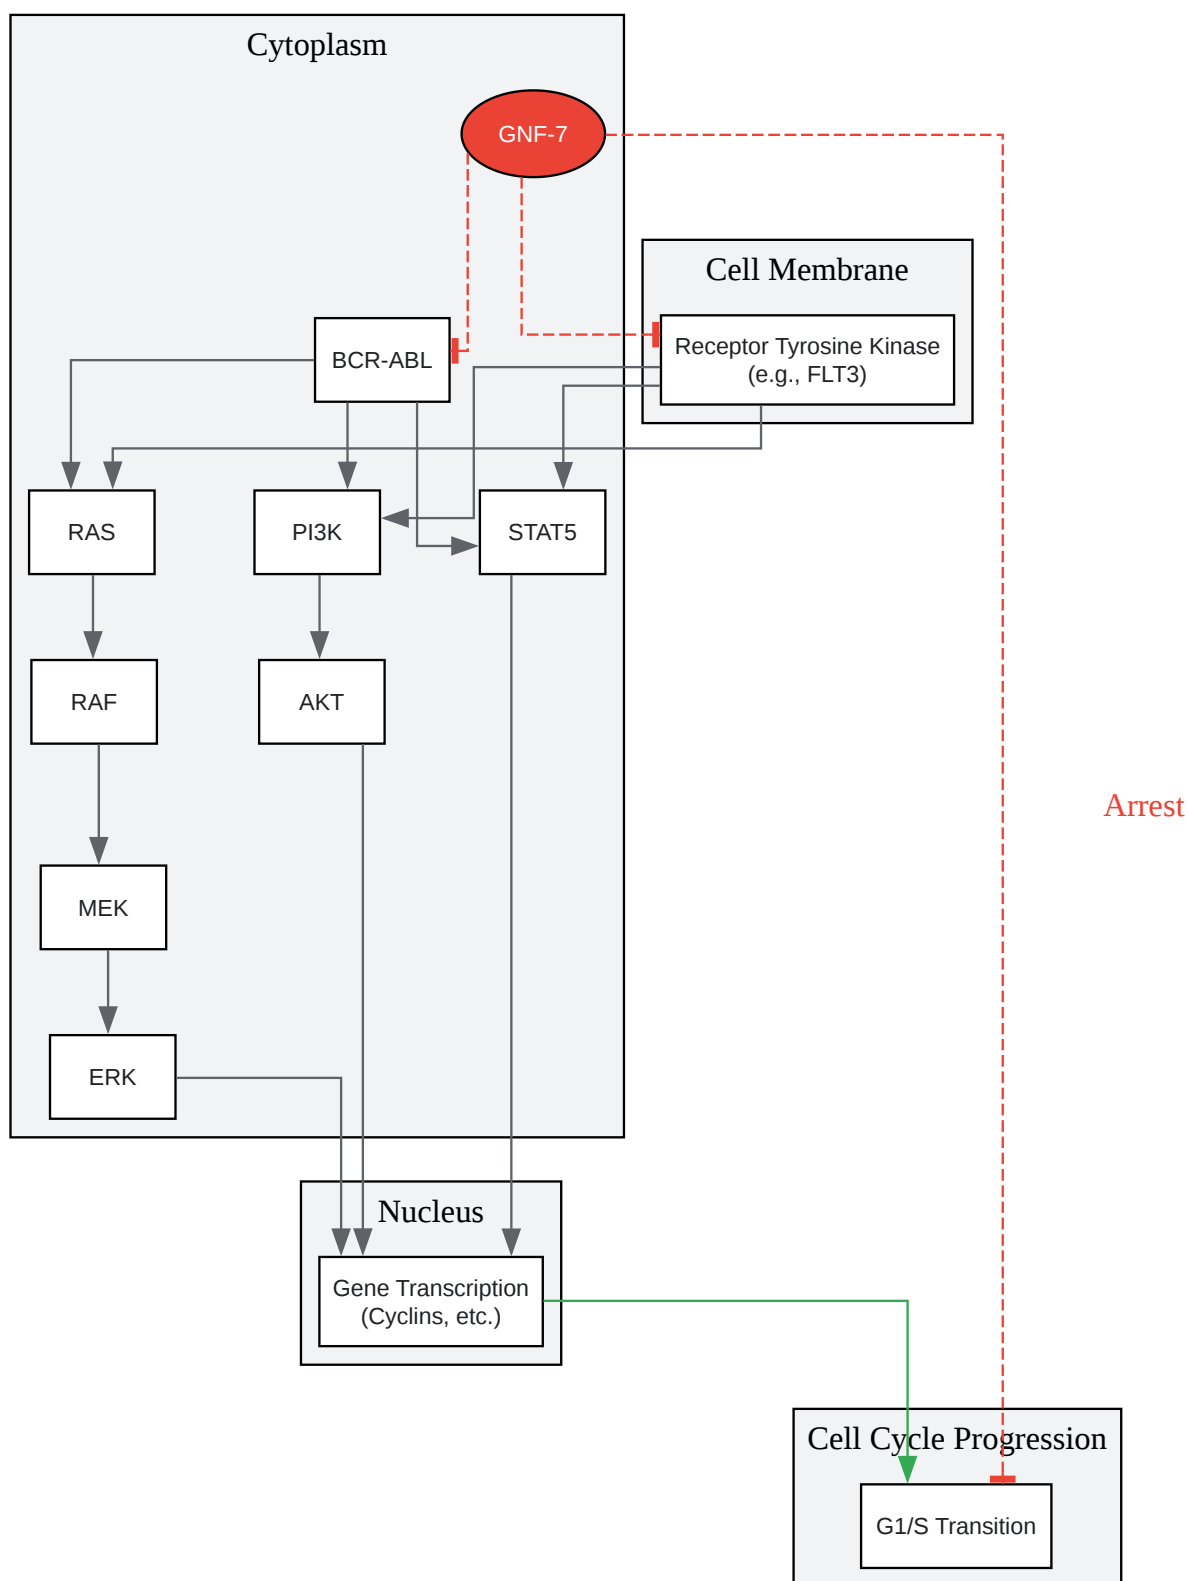 Cytoplasm
GNF-7
Cell Membrane
Receptor Tyrosine Kinase
(e.g., FLT3)
BCR-ABL
RAS
PI3K
STAT5
RAF
AKT
Arrest
MEK
ERK
Nucleus
Gene Transcription
(Cyclins, etc.)
Cell Cycle Progression
G1/S Transition